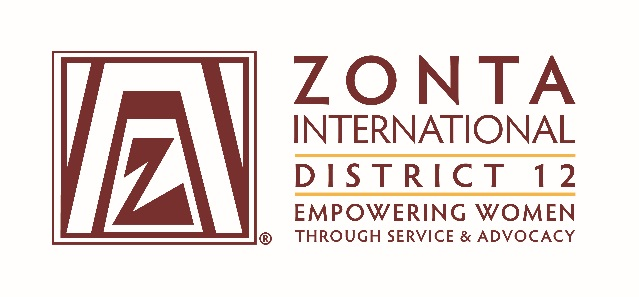 ZONTA
INTERNATIONAL
DISTRICT 12
EMPOWERING WOMEN
THROUGH SERVICE & ADVOCACY
Z
®